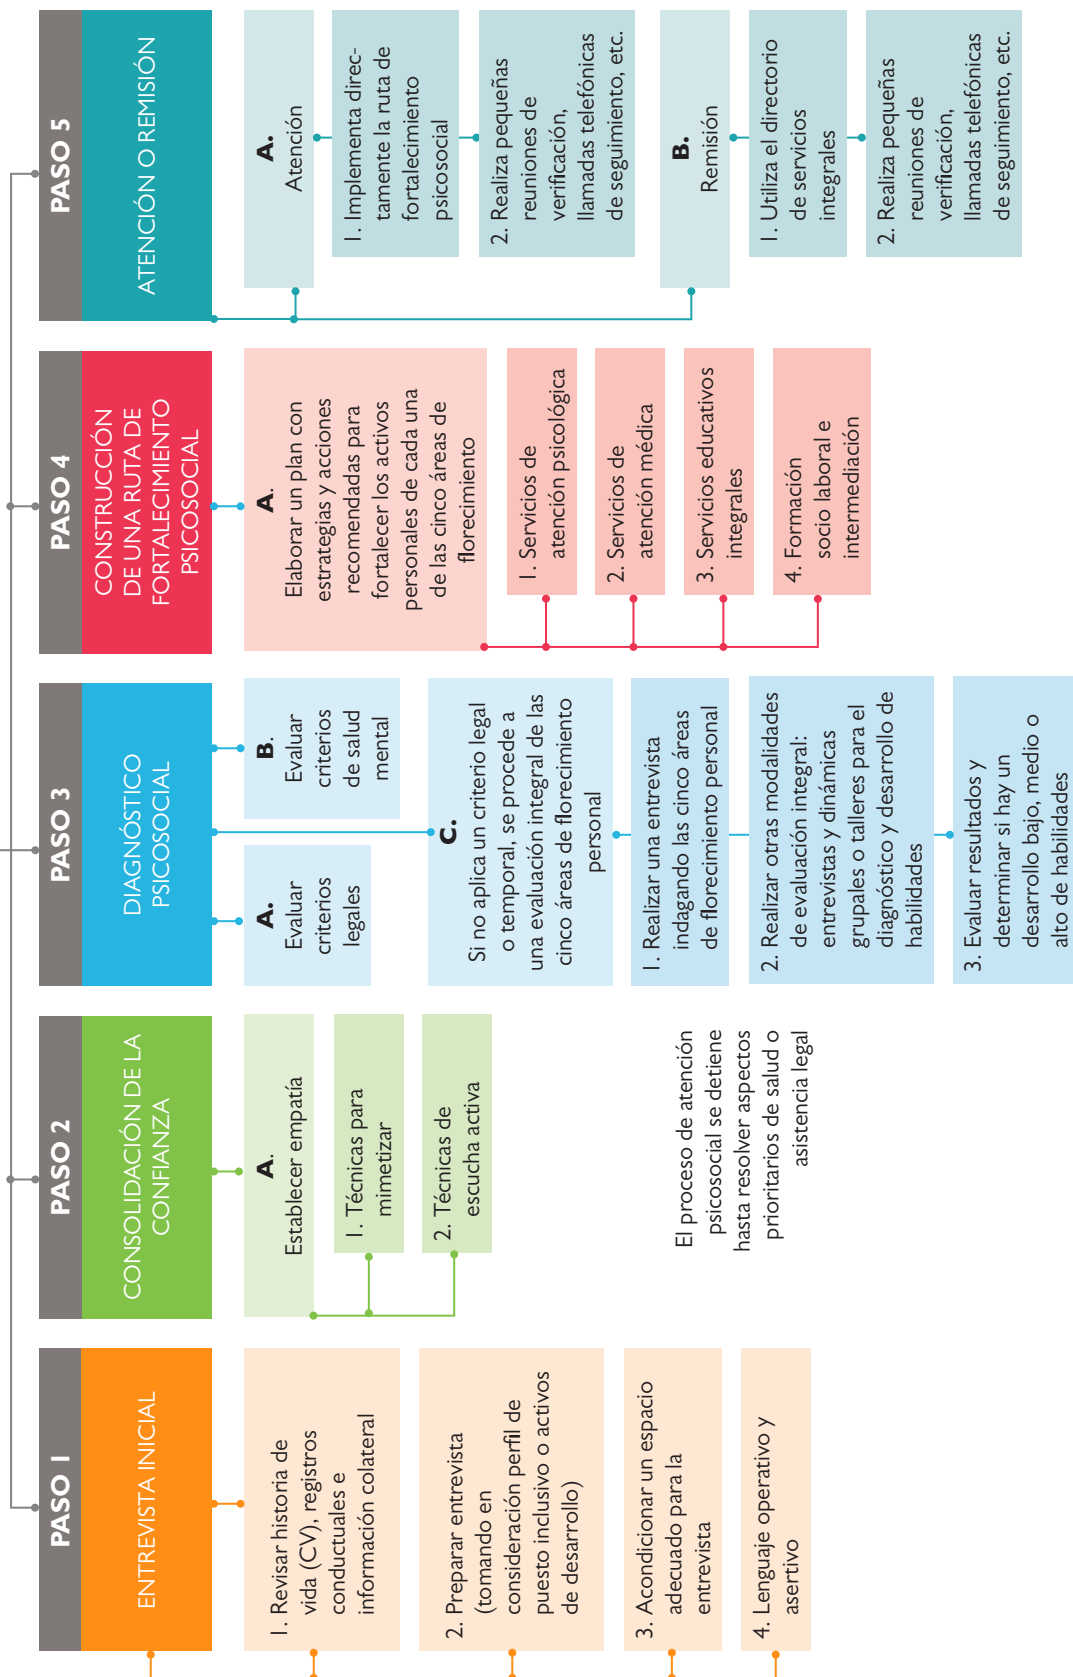 PASO 1
ENTREVISTA INICIAL
1. Revisar historia de
vida (CV), registros
conductuales e
información colateral
2. Preparar entrevista
(tomando en
consideración perfil de
puesto inclusivo o activos
de desarrollo)
3. Acondicionar un espacio
adecuado para la
entrevista
4. Lenguaje operativo y
asertivo
PASO 2
CONSOLIDACIÓN DE LA
CONFIANZA
A.
Establecer empatía
1. Técnicas para
mimetizar
2. Técnicas de
escucha activa
El proceso de atención
psicosocial se detiene
hasta resolver aspectos
prioritarios de salud o
asistencia legal
PASO 3
DIAGNÓSTICO
PSICOSOCIAL
A.
Evaluar
criterios
legales
B.
Evaluar
criterios
de salud
mental
C.
Si no aplica un criterio legal
o temporal, se procede a
una evaluación integral de las
cinco áreas de florecimiento
personal
1. Realizar una entrevista
indagando las cinco áreas
de florecimiento personal
2. Realizar otras modalidades
de evaluación integral:
entrevistas y dinámicas
grupales o talleres para el
diagnóstico y desarrollo de
habilidades
3. Evaluar resultados y
determinar si hay un
desarrollo bajo, medio o
alto de habilidades
PASO 4
CONSTRUCCIÓN
DE UNA RUTA DE
FORTALECIMIENTO
PSICOSOCIAL
A.
Elaborar un plan con
estrategias y acciones
recomendadas para
fortalecer los activos
personales de cada una
de las cinco áreas de
florecimiento
1. Servicios de
atención psicológica
2. Servicios de
atención médica
3. Servicios educativos
integrales
4. Formación
socio laboral e
intermediación
PASO 5
ATENCIÓN O REMISIÓN
A.
Atención
1. Implementa direc-
tamente la ruta de
fortalecimiento
psicosocial
2. Realiza pequeñas
reuniones de
verificación,
llamadas telefónicas
de seguimiento, etc.
B.
Remisión
1. Utiliza el directorio
de servicios
integrales
2. Realiza pequeñas
reuniones de
verificación,
llamadas telefónicas
de seguimiento, etc.